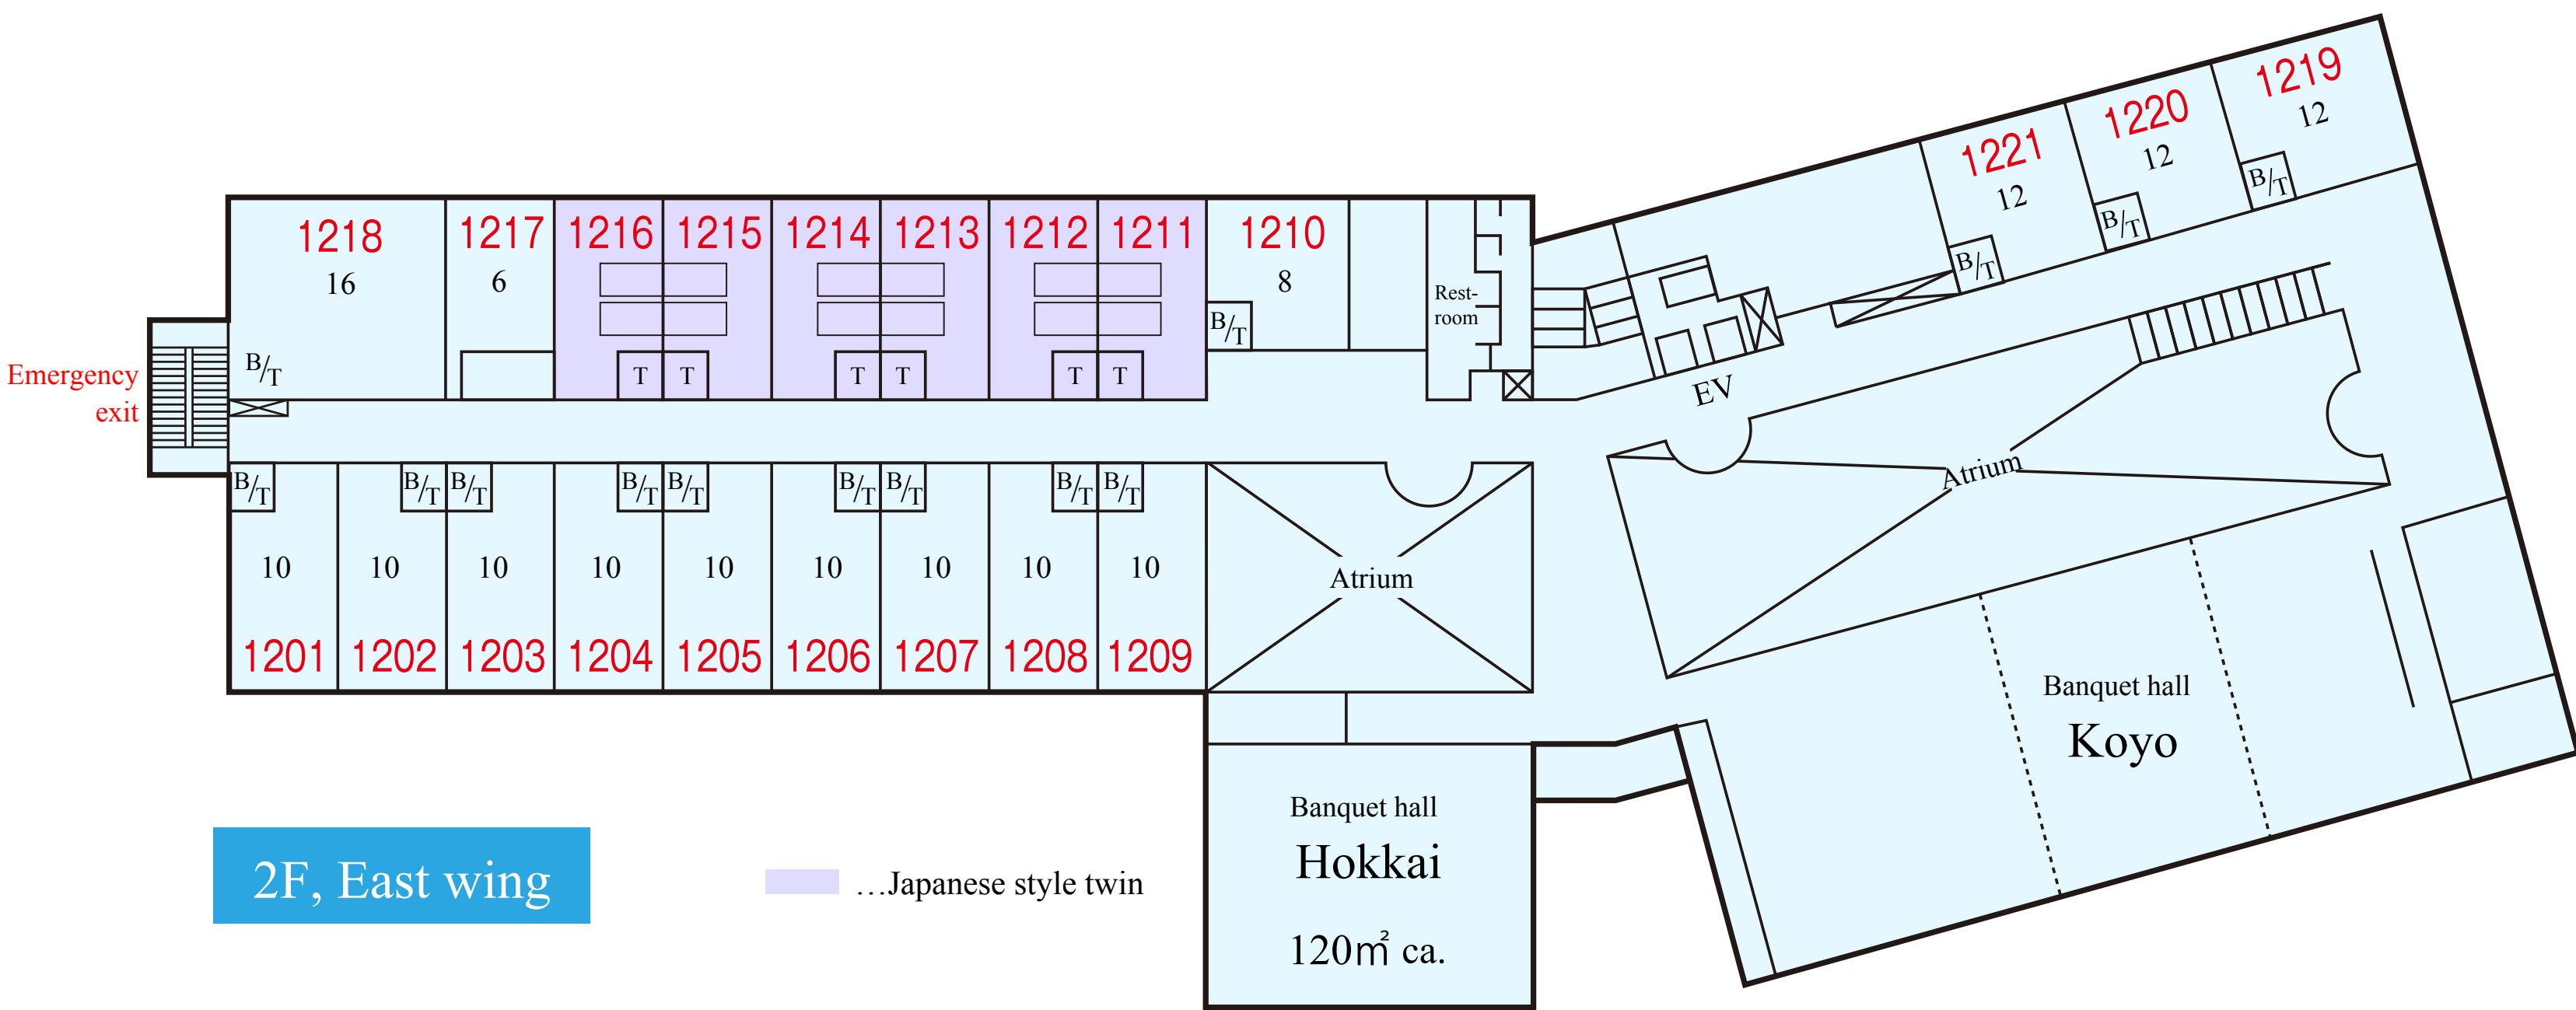 1219
12
1220
12
1221
12
B/T
B/T
B/T
1218
16
1217
6
1216
1215
1214
1213
1212
1211
1210
8
Rest-
room
B/T
B/T
T
T
T
T
T
T
Emergency
exit
EV
Atrium
B/T
B/T
B/T
B/T
B/T
B/T
B/T
B/T
B/T
10
10
10
10
10
10
10
10
10
Atrium
1201
1202
1203
1204
1205
1206
1207
1208
1209
Banquet hall
Koyo
Banquet hall
Hokkai
120㎡ ca.
2F, East wing
…Japanese style twin